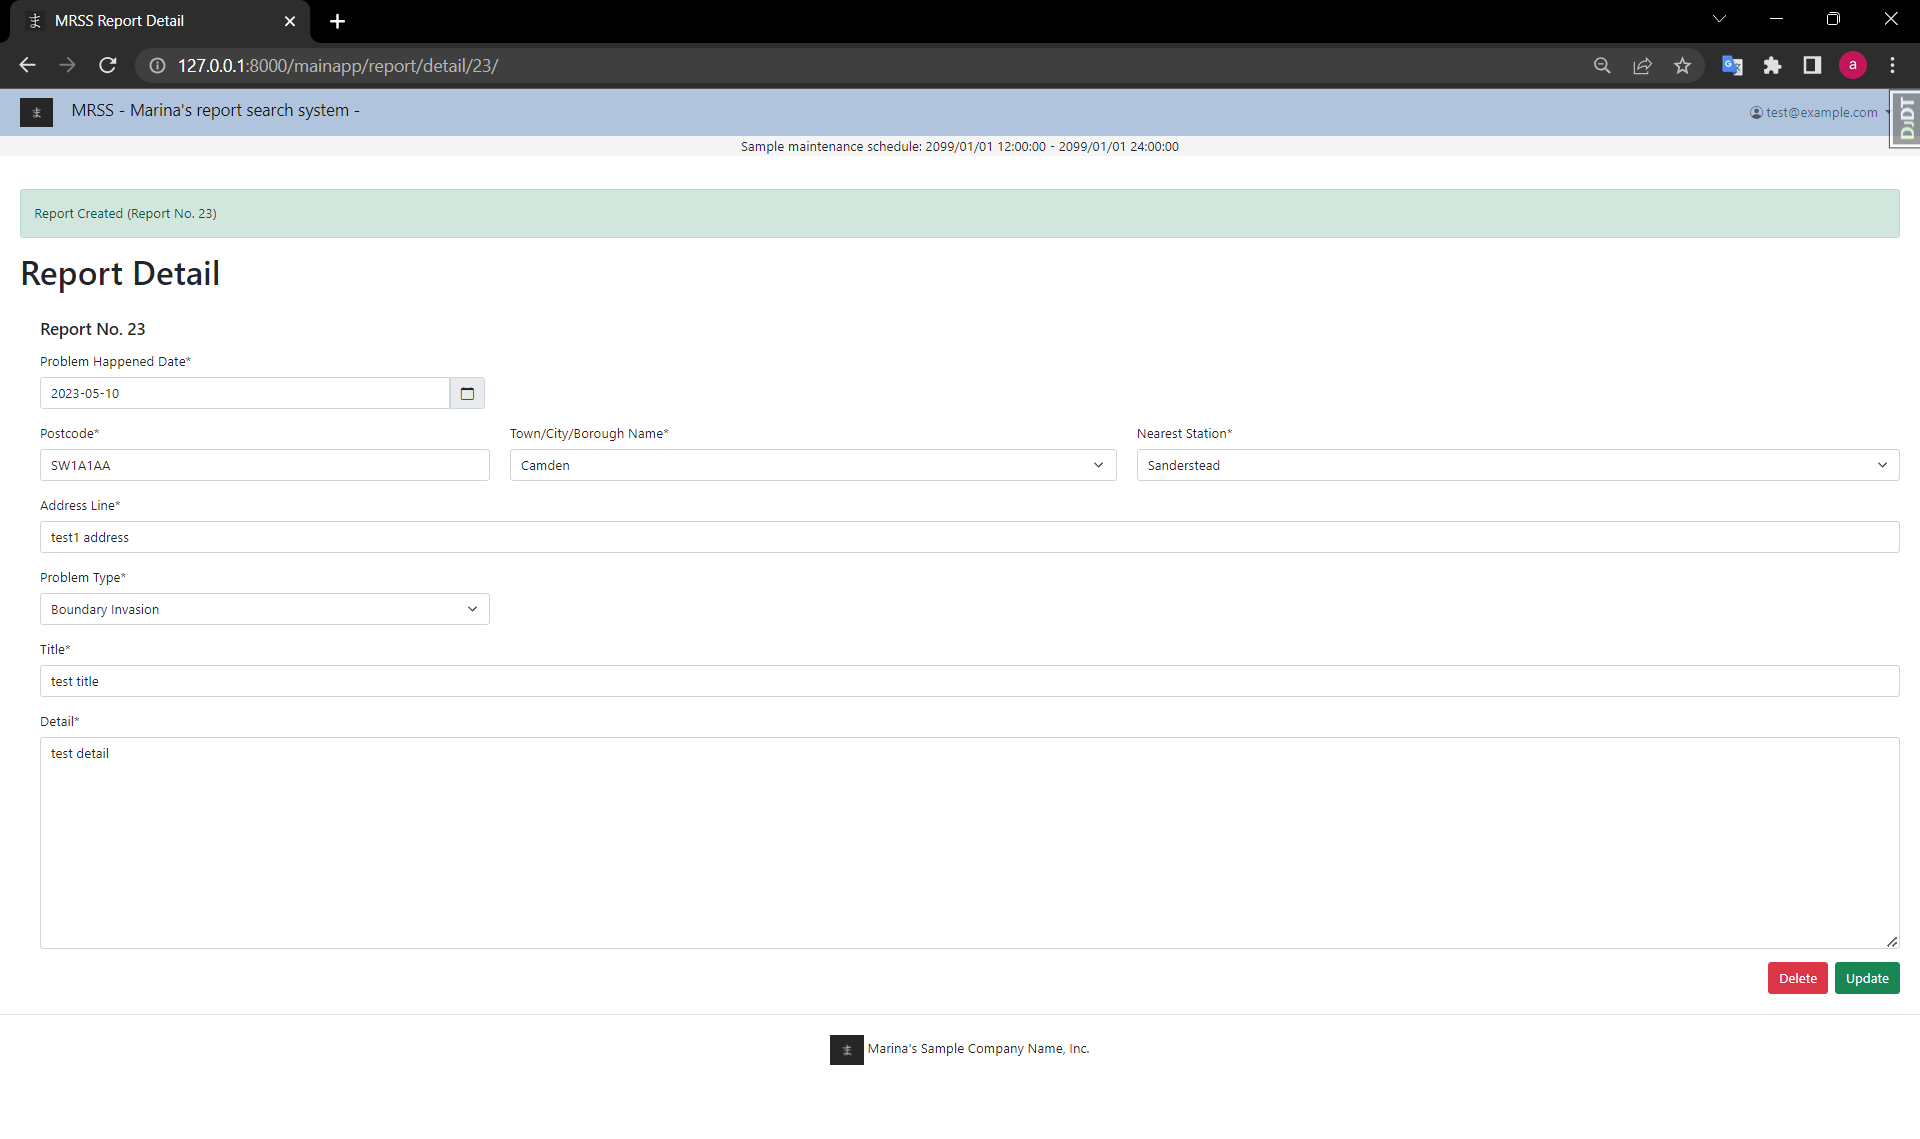 ま MRSS Report Detail
127.0.0.1:8000/mainapp/report/detail/23/
a
ま MRSS - Marina's report search system -
test@example.com
DJDT
Sample maintenance schedule: 2099/01/01 12:00:00 - 2099/01/01 24:00:00
Report Created (Report No. 23)
Report Detail
Report No. 23
Problem Happened Date*
2023-05-10
Postcode* Town/City/Borough Name* Nearest Station*
SW1A1AA Camden Sanderstead
Address Line*
test1 address
Problem Type*
Boundary Invasion
Title*
test title
Detail*
test detail
Delete Update
ま Marina's Sample Company Name, Inc.